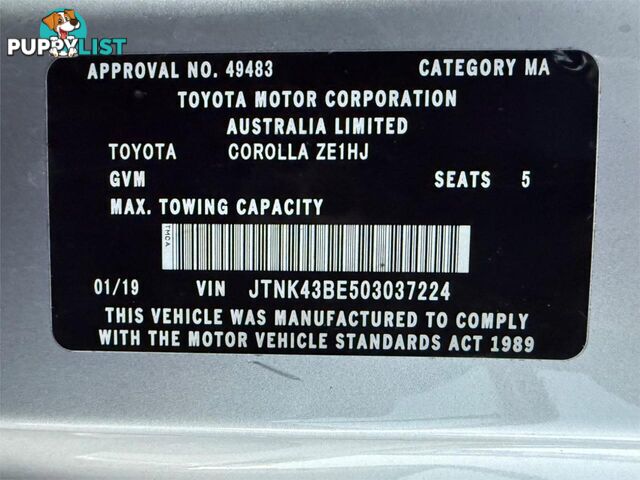 PUPPYLIST
APPROVAL NO. 49483 CATEGORY MA
TOYOTA MOTOR CORPORATION
AUSTRALIA LIMITED
TOYOTA COROLLA ZE1HJ
GVM SEATS 5
MAX. TOWING CAPACITY
TMCA
01/19 VIN JTNK43BE503037224
THIS VEHICLE WAS MANUFACTURED TO COMPLY
WITH THE MOTOR VEHICLE STANDARDS ACT 1989